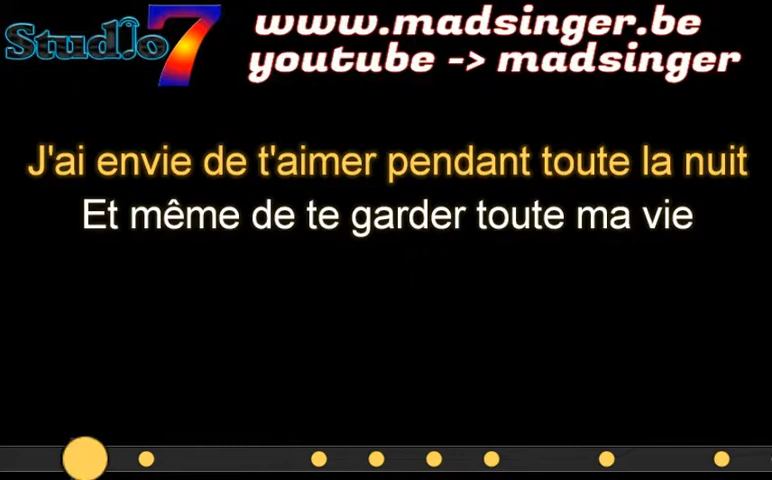 Studio 7
www.madsinger.be
youtube -> madsinger
J'ai envie de t'aimer pendant toute la nuit
Et même de te garder toute ma vie